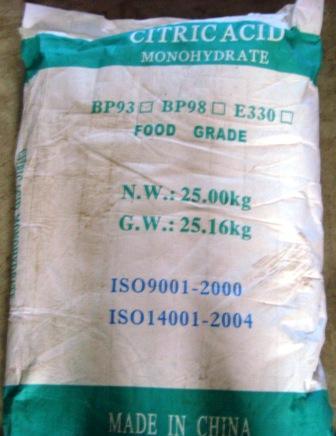 CITRIC ACID
MONOHYDRATE
BP93□ BP98□ E330□
FOOD GRADE
N.W.: 25.00kg
G.W.: 25.16kg
ISO9001-2000
ISO14001-2004
MADE IN CHINA